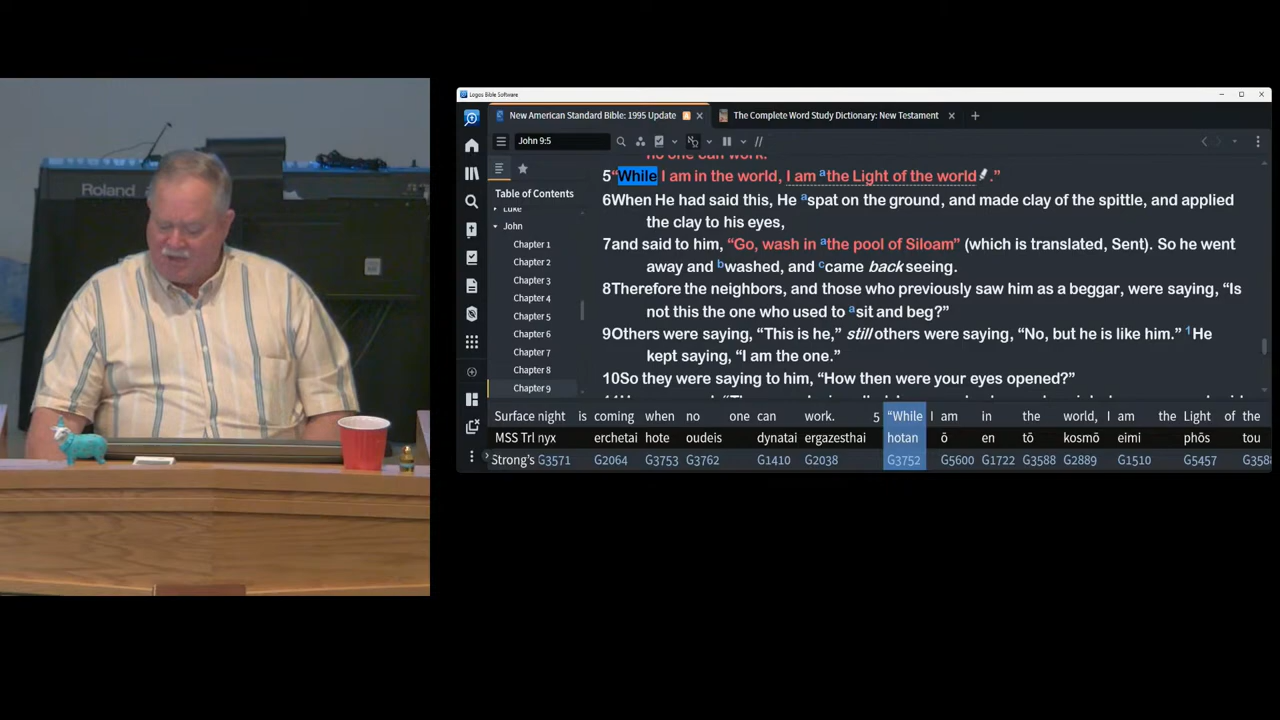 Logos Bible Software
New American Standard Bible: 1995 Update A
The Complete Word Study Dictionary: New Testament
John 9:5
Table of Contents
Luke
John
Chapter 1
Chapter 2
Chapter 3
Chapter 4
Chapter 5
Chapter 6
Chapter 7
Chapter 8
Chapter 9
no one can work.
5“While I am in the world, I am a the Light of the world.”
6When He had said this, He a spat on the ground, and made clay of the spittle, and applied
the clay to his eyes,
7and said to him, “Go, wash in a the pool of Siloam” (which is translated, Sent). So he went
away and b washed, and c came back seeing.
8Therefore the neighbors, and those who previously saw him as a beggar, were saying, “Is
not this the one who used to a sit and beg?”
9Others were saying, “This is he,” still others were saying, “No, but he is like him.” 1 He
kept saying, “I am the one.”
10So they were saying to him, “How then were your eyes opened?”
Surface night is coming when no one can work. 5 “While I am in the world, I am the Light of the
MSS Trl nyx erchetai hote oudeis dynatai ergazesthai hotan ō en tō kosmō eimi phōs tou
Strong’s G3571 G2064 G3753 G3762 G1410 G2038 G3752 G5600 G1722 G3588 G2889 G1510 G5457
Roland